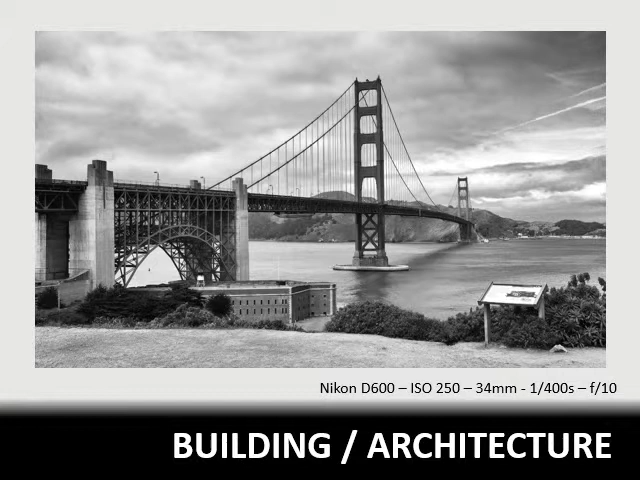 Nikon D600 – ISO 250 – 34mm - 1/400s – f/10
BUILDING / ARCHITECTURE